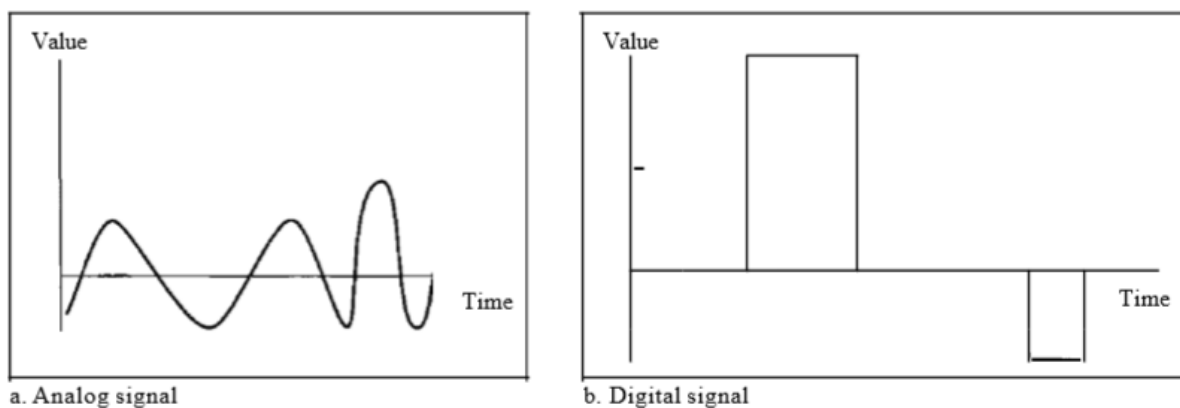 Value
Time
a. Analog signal
Value
Time
b. Digital signal